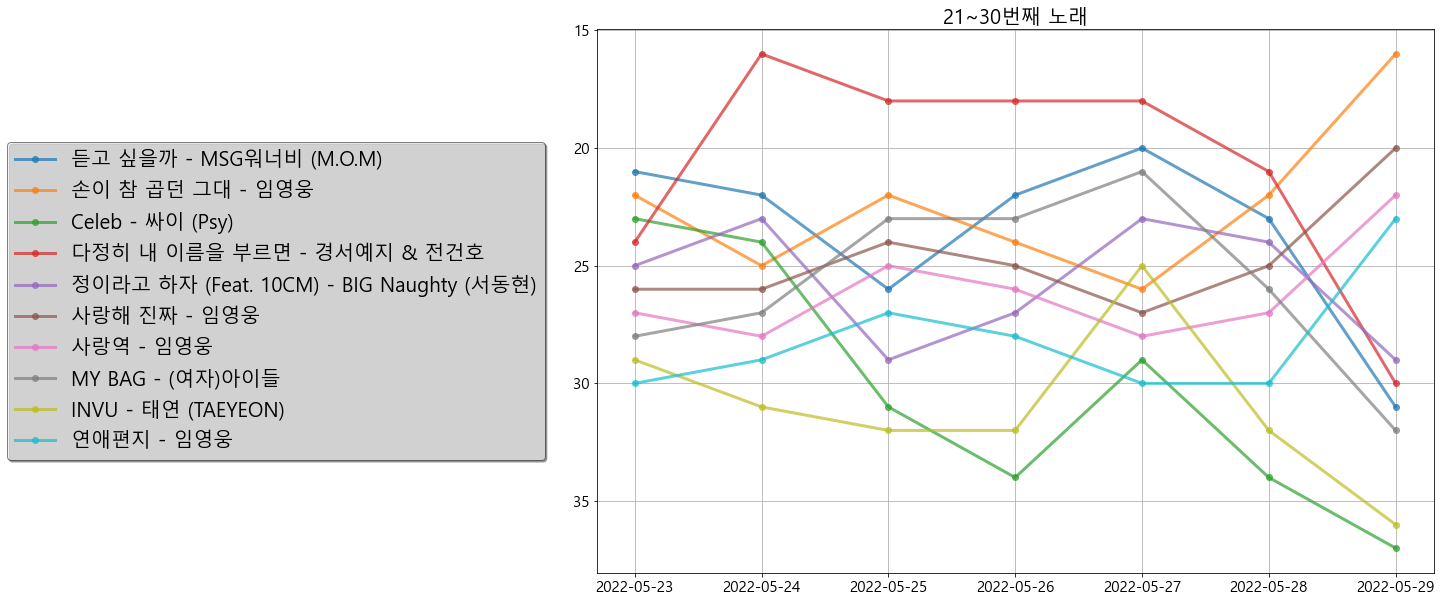 21~30번째 노래
듣고 싶을까 - MSG워너비 (M.O.M)
손이 참 곱던 그대 - 임영웅
Celeb - 싸이 (Psy)
다정히 내 이름을 부르면 - 경서예지 & 전건호
정이라고 하자 (Feat. 10CM) - BIG Naughty (서동현)
사랑해 진짜 - 임영웅
사랑역 - 임영웅
MY BAG - (여자)아이들
INVU - 태연 (TAEYEON)
연애편지 - 임영웅
15
20
25
30
35
2022-05-23 2022-05-24 2022-05-25 2022-05-26 2022-05-27 2022-05-28 2022-05-29